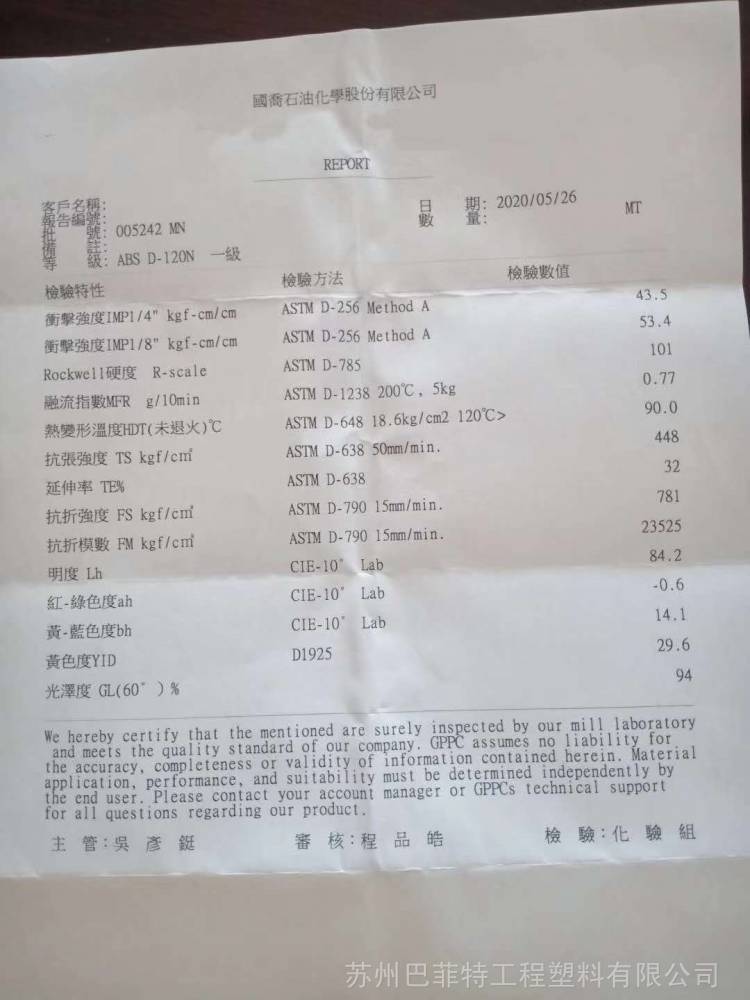 國喬石油化學股份有限公司
REPORT
客戶名稱:
報告編號:
批 號: 005242 MN
備 註:
等 級: ABS D-120N 一級
日 期: 2020/05/26
數 量: MT
檢驗特性 檢驗方法 檢驗數值
衝擊強度IMP1/4" kgf-cm/cm ASTM D-256 Method A 43.5
衝擊強度IMP1/8" kgf-cm/cm ASTM D-256 Method A 53.4
Rockwell硬度 R-scale ASTM D-785 101
融流指數MFR g/10min ASTM D-1238 200℃, 5kg 0.77
熱變形溫度HDT(未退火)℃ ASTM D-648 18.6kg/cm2 120℃> 90.0
抗張強度 TS kgf/c㎡ ASTM D-638 50mm/min. 448
延伸率 TE% ASTM D-638 32
抗折強度 FS kgf/c㎡ ASTM D-790 15mm/min. 781
抗折模數 FM kgf/c㎡ ASTM D-790 15mm/min. 23525
明度 Lh CIE-10° Lab 84.2
紅-綠色度ah CIE-10° Lab -0.6
黃-藍色度bh CIE-10° Lab 14.1
黃色度YID D1925 29.6
光澤度 GL(60° )% 94
We hereby certify that the mentioned are surely inspected by our mill laboratory
and meets the quality standard of our company. GPPC assumes no liability for
the accuracy, completeness or validity of information contained herein. Material
application, performance, and suitability must be determined independently by
the end user. Please contact your account manager or GPPCs technical support
for all questions regarding our product.
主 管:吳 彥 鋌 審 核:程 品 皓 檢 驗:化 驗 組
苏州巴菲特工程塑料有限公司